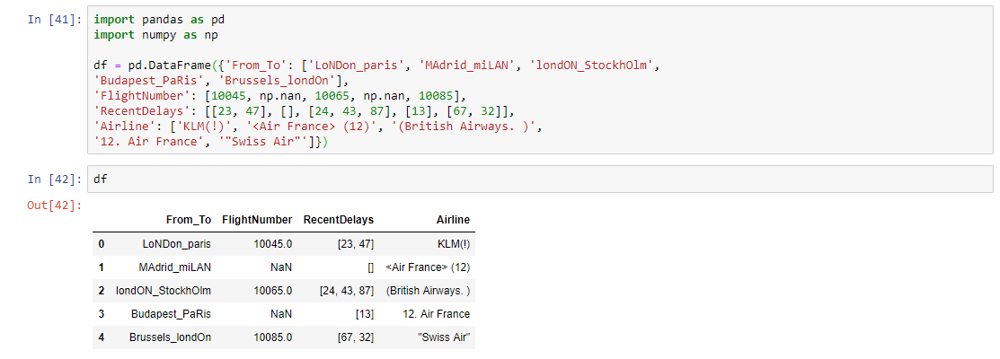 In [41]: import pandas as pd
import numpy as np
df = pd.DataFrame({'From_To': ['LoNDon_paris', 'MAdrid_miLAN', 'londON_StockhOlm',
'Budapest_PaRis', 'Brussels_londOn'],
'FlightNumber': [10045, np.nan, 10065, np.nan, 10085],
'RecentDelays': [[23, 47], [], [24, 43, 87], [13], [67, 32]],
'Airline': ['KLM(!)', '<Air France> (12)', '(British Airways. )',
'12. Air France', '"Swiss Air"']})
In [42]: df
Out[42]:
From_To FlightNumber RecentDelays Airline
0 LoNDon_paris 10045.0 [23, 47] KLM(!)
1 MAdrid_miLAN NaN [] <Air France> (12)
2 londON_StockhOlm 10065.0 [24, 43, 87] (British Airways. )
3 Budapest_PaRis NaN [13] 12. Air France
4 Brussels_londOn 10085.0 [67, 32] "Swiss Air"